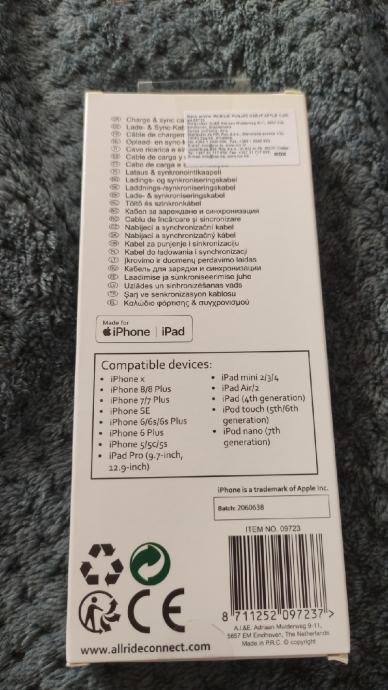 Charge & sync ca
Lade- & Sync-Kab
Câble de chargem
Oplaad- en sync-
Cavo ricarica e si
Cable de carga y s
Cabo de carga e
Lataus & synkronointikaapeli
Ladnings- og synkroniseringskabel
Laddnings-/synkroniseringskabel
Lade- & synkroniseringskabel
Töltő és szinkronkábel
Кабел за зареждане и синхронизация
Cablu de încărcare și sincronizare
Nabíjecí a synchronizační kabel
Nabíjací a synchronizačný kábel
Kabel za punjenje i sinkronizaciju
Kabel do ładowania i synchronizacji
Įkrovimo ir duomenų perdavimo laidas
Кабель для зарядки и синхронизации
Laadimise ja sünkroniseerimise juhe
Uzlādes un sinhronizēšanas vads
Şarj ve senkronizasyon kablosu
Καλώδιο φόρτισης & συγχρονισμού
Made for
iPhone | iPad
Compatible devices:
• iPhone x
• iPhone 8/8 Plus
• iPhone 7/7 Plus
• iPhone SE
• iPhone 6/6s/6s Plus
• iPhone 6 Plus
• iPhone 5/5c/5s
• iPad Pro (9.7-inch,
12.9-inch)
• iPad mini 2/3/4
• iPad Air/2
• iPad (4th generation)
• iPod touch (5th/6th
generation)
• iPod nano (7th
generation)
iPhone is a trademark of Apple Inc.
Batch: 2060638
ITEM NO. 09723
8 711252 097237 >
A.I.&E. Adriaan Mulderweg 9-11,
5657 EM Eindhoven, The Netherlands
Made in P.R.C. © copyright
CE
www.allrideconnect.com